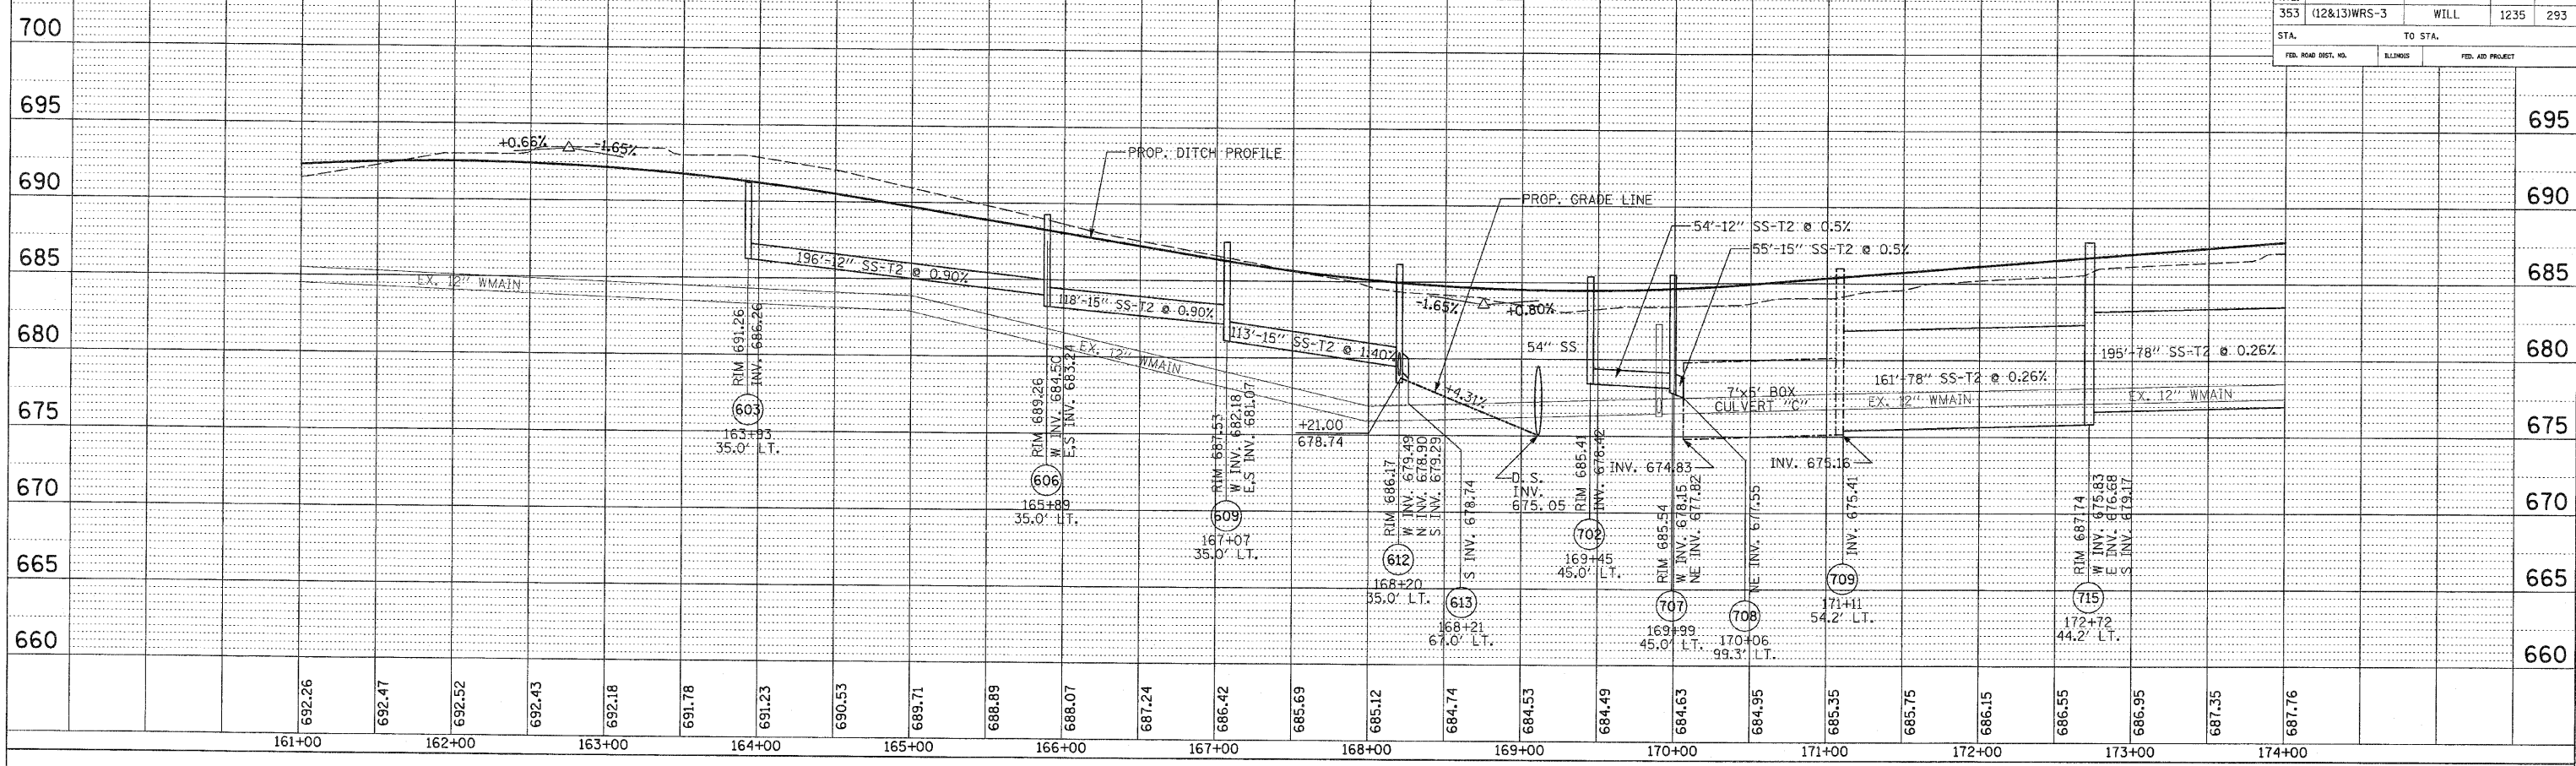 353 (12&13)WRS-3 WILL 1235 293
STA. TO STA.
FED. ROAD DIST. NO. ILLINOIS FED. AID PROJECT
700
695
690
685
680
675
670
665
660
695
690
685
680
675
670
665
660
+0.66% -1.65%
PROP. DITCH PROFILE
PROP. GRADE LINE
54'-12" SS-T2 @ 0.5%
55'-15" SS-T2 @ 0.5%
196'-12" SS-T2 @ 0.90%
118'-15" SS-T2 @ 0.90%
113'-15" SS-T2 @ 1.40%
EX. 12" WMAIN
EX. 12" WMAIN
-1.65% +0.80%
54" SS
+4.31%
7'x5' BOX
CULVERT "C"
161'-78" SS-T2 @ 0.26%
195'-78" SS-T2 @ 0.26%
EX. 12" WMAIN
EX. 12" WMAIN
RIM 691.26
INV. 686.26
603
163+93
35.0' LT.
RIM 689.26
W INV. 684.50
E,S INV. 683.24
606
165+89
35.0' LT.
RIM 687.53
W INV. 682.18
E,S INV. 681.07
609
167+07
35.0' LT.
+21.00
678.74
RIM 686.17
W INV. 679.49
N INV. 678.90
S INV. 679.29
612
168+20
35.0' LT.
S INV. 678.74
613
168+21
67.0' LT.
D.S.
INV.
675.05
RIM 685.41
INV. 678.42
702
169+45
45.0' LT.
INV. 674.83
RIM 685.54
W INV. 678.15
NE INV. 677.82
707
169+99
45.0' LT.
NE INV. 677.55
708
170+06
99.3' LT.
INV. 675.16
INV. 675.41
709
171+11
54.2' LT.
RIM 687.74
W INV. 675.83
E INV. 676.68
S INV. 679.17
715
172+72
44.2' LT.
692.26 692.47 692.52 692.43 692.18 691.78 691.23 690.53 689.71 688.89 688.07 687.24 686.42 685.69 685.12 684.74 684.53 684.49 684.63 684.95 685.35 685.75 686.15 686.55 686.95 687.35 687.76
161+00 162+00 163+00 164+00 165+00 166+00 167+00 168+00 169+00 170+00 171+00 172+00 173+00 174+00